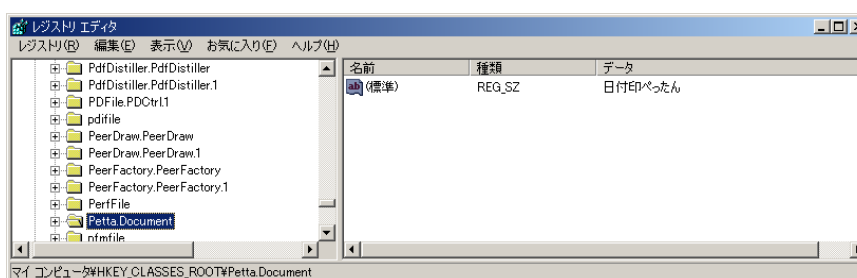 レジストリ エディタ
レジストリ(R) 編集(E) 表示(V) お気に入り(F) ヘルプ(H)
PdfDistiller.PdfDistiller
PdfDistiller.PdfDistiller.1
PDFile.PDCtrl.1
pdifile
PeerDraw.PeerDraw
PeerDraw.PeerDraw.1
PeerFactory.PeerFactory
PeerFactory.PeerFactory.1
PerfFile
Petta.Document
pfmfile
名前 種類 データ
ab (標準) REG_SZ 日付印ぺったん
マイ コンピュータ¥HKEY_CLASSES_ROOT¥Petta.Document